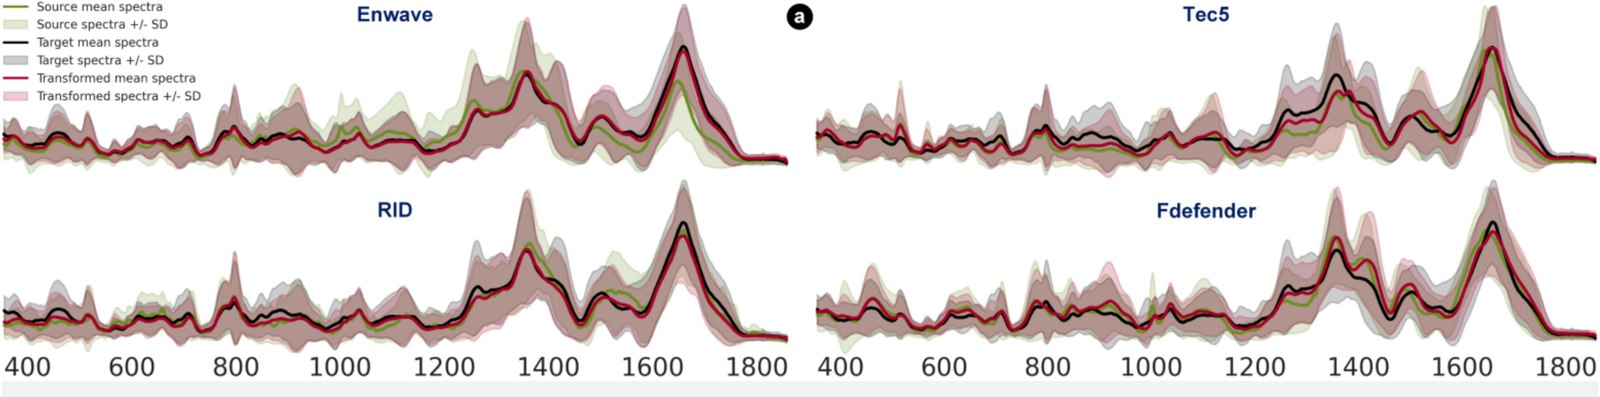 Source mean spectra
Source spectra +/- SD
Target mean spectra
Target spectra +/- SD
Transformed mean spectra
Transformed spectra +/- SD
Enwave
a
Tec5
RID
Fdefender
400 600 800 1000 1200 1400 1600 1800
400 600 800 1000 1200 1400 1600 1800